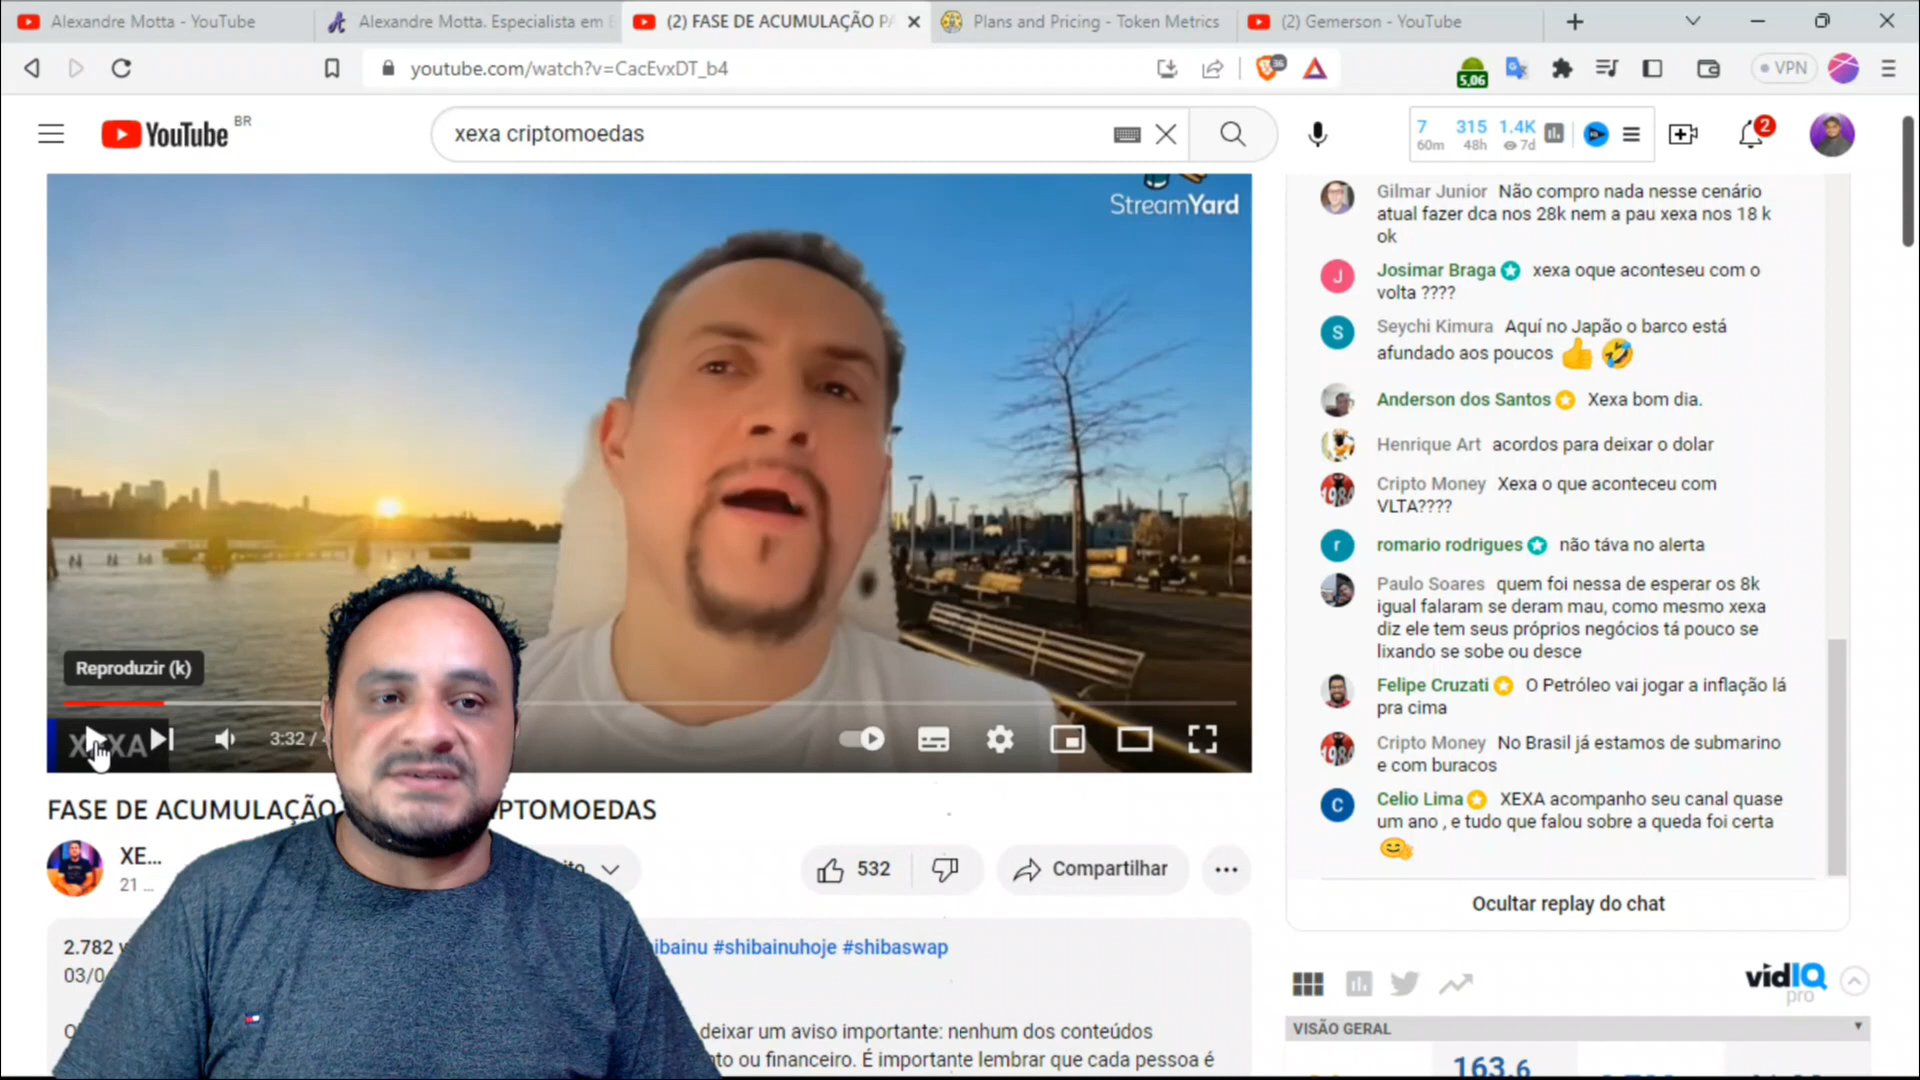 Alexandre Motta - YouTube
Alexandre Motta. Especialista em
(2) FASE DE ACUMULAÇÃO PA
Plans and Pricing - Token Metrics
(2) Gemerson - YouTube
youtube.com/watch?v=CacEvxDT_b4
36
5,06
VPN
YouTube BR
xexa criptomoedas
7 315 1.4K
60m 48h 7d
2
StreamYard
Reproduzir (k)
XEXA
3:32 /
FASE DE ACUMULAÇÃO
IPTOMOEDAS
XE...
21 ...
532
Compartilhar
2.782
ibainu #shibainuhoje #shibaswap
03/0
deixar um aviso importante: nenhum dos conteúdos
nto ou financeiro. É importante lembrar que cada pessoa é
Gilmar Junior Não compro nada nesse cenário
atual fazer dca nos 28k nem a pau xexa nos 18 k
ok
J
Josimar Braga xexa oque aconteseu com o
volta ????
S
Seychi Kimura Aquí no Japão o barco está
afundado aos poucos
Anderson dos Santos Xexa bom dia.
Henrique Art acordos para deixar o dolar
Cripto Money Xexa o que aconteceu com
VLTA????
r
romario rodrigues não táva no alerta
Paulo Soares quem foi nessa de esperar os 8k
igual falaram se deram mau, como mesmo xexa
diz ele tem seus próprios negócios tá pouco se
lixando se sobe ou desce
Felipe Cruzati O Petróleo vai jogar a inflação lá
pra cima
Cripto Money No Brasil já estamos de submarino
e com buracos
C
Celio Lima XEXA acompanho seu canal quase
um ano , e tudo que falou sobre a queda foi certa
Ocultar replay do chat
vidIQ
pro
VISÃO GERAL
163.6